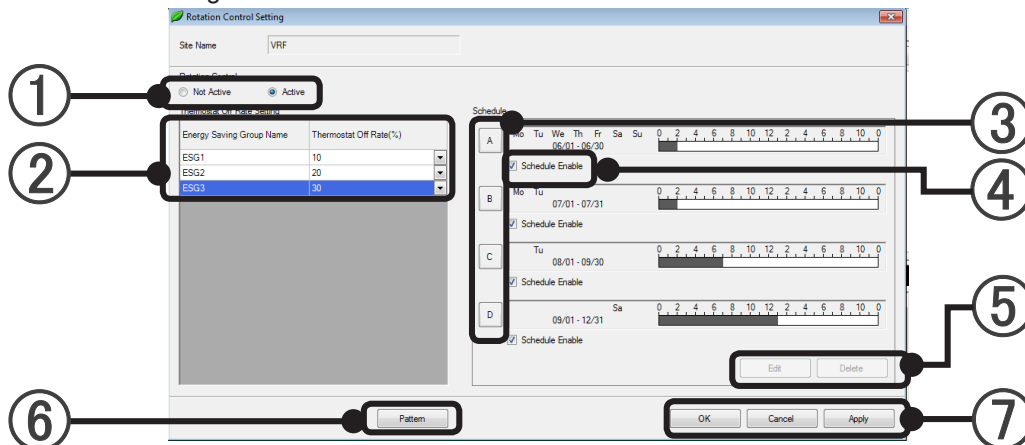 Rotation Control Setting
Site Name VRF
Not Active Active
Thermostat Off Rate Setting
Energy Saving Group Name Thermostat Off Rate(%)
ESG1 10
ESG2 20
ESG3 30
Schedule
A Mo Tu We Th Fr Sa Su 0 2 4 6 8 10 12 2 4 6 8 10 0
06/01 - 06/30
Schedule Enable
B Mo Tu 0 2 4 6 8 10 12 2 4 6 8 10 0
07/01 - 07/31
Schedule Enable
C Tu 0 2 4 6 8 10 12 2 4 6 8 10 0
08/01 - 09/30
Schedule Enable
D Sa 0 2 4 6 8 10 12 2 4 6 8 10 0
09/01 - 12/31
Schedule Enable
Edit Delete
Pattern OK Cancel Apply
1
2
3
4
5
6
7